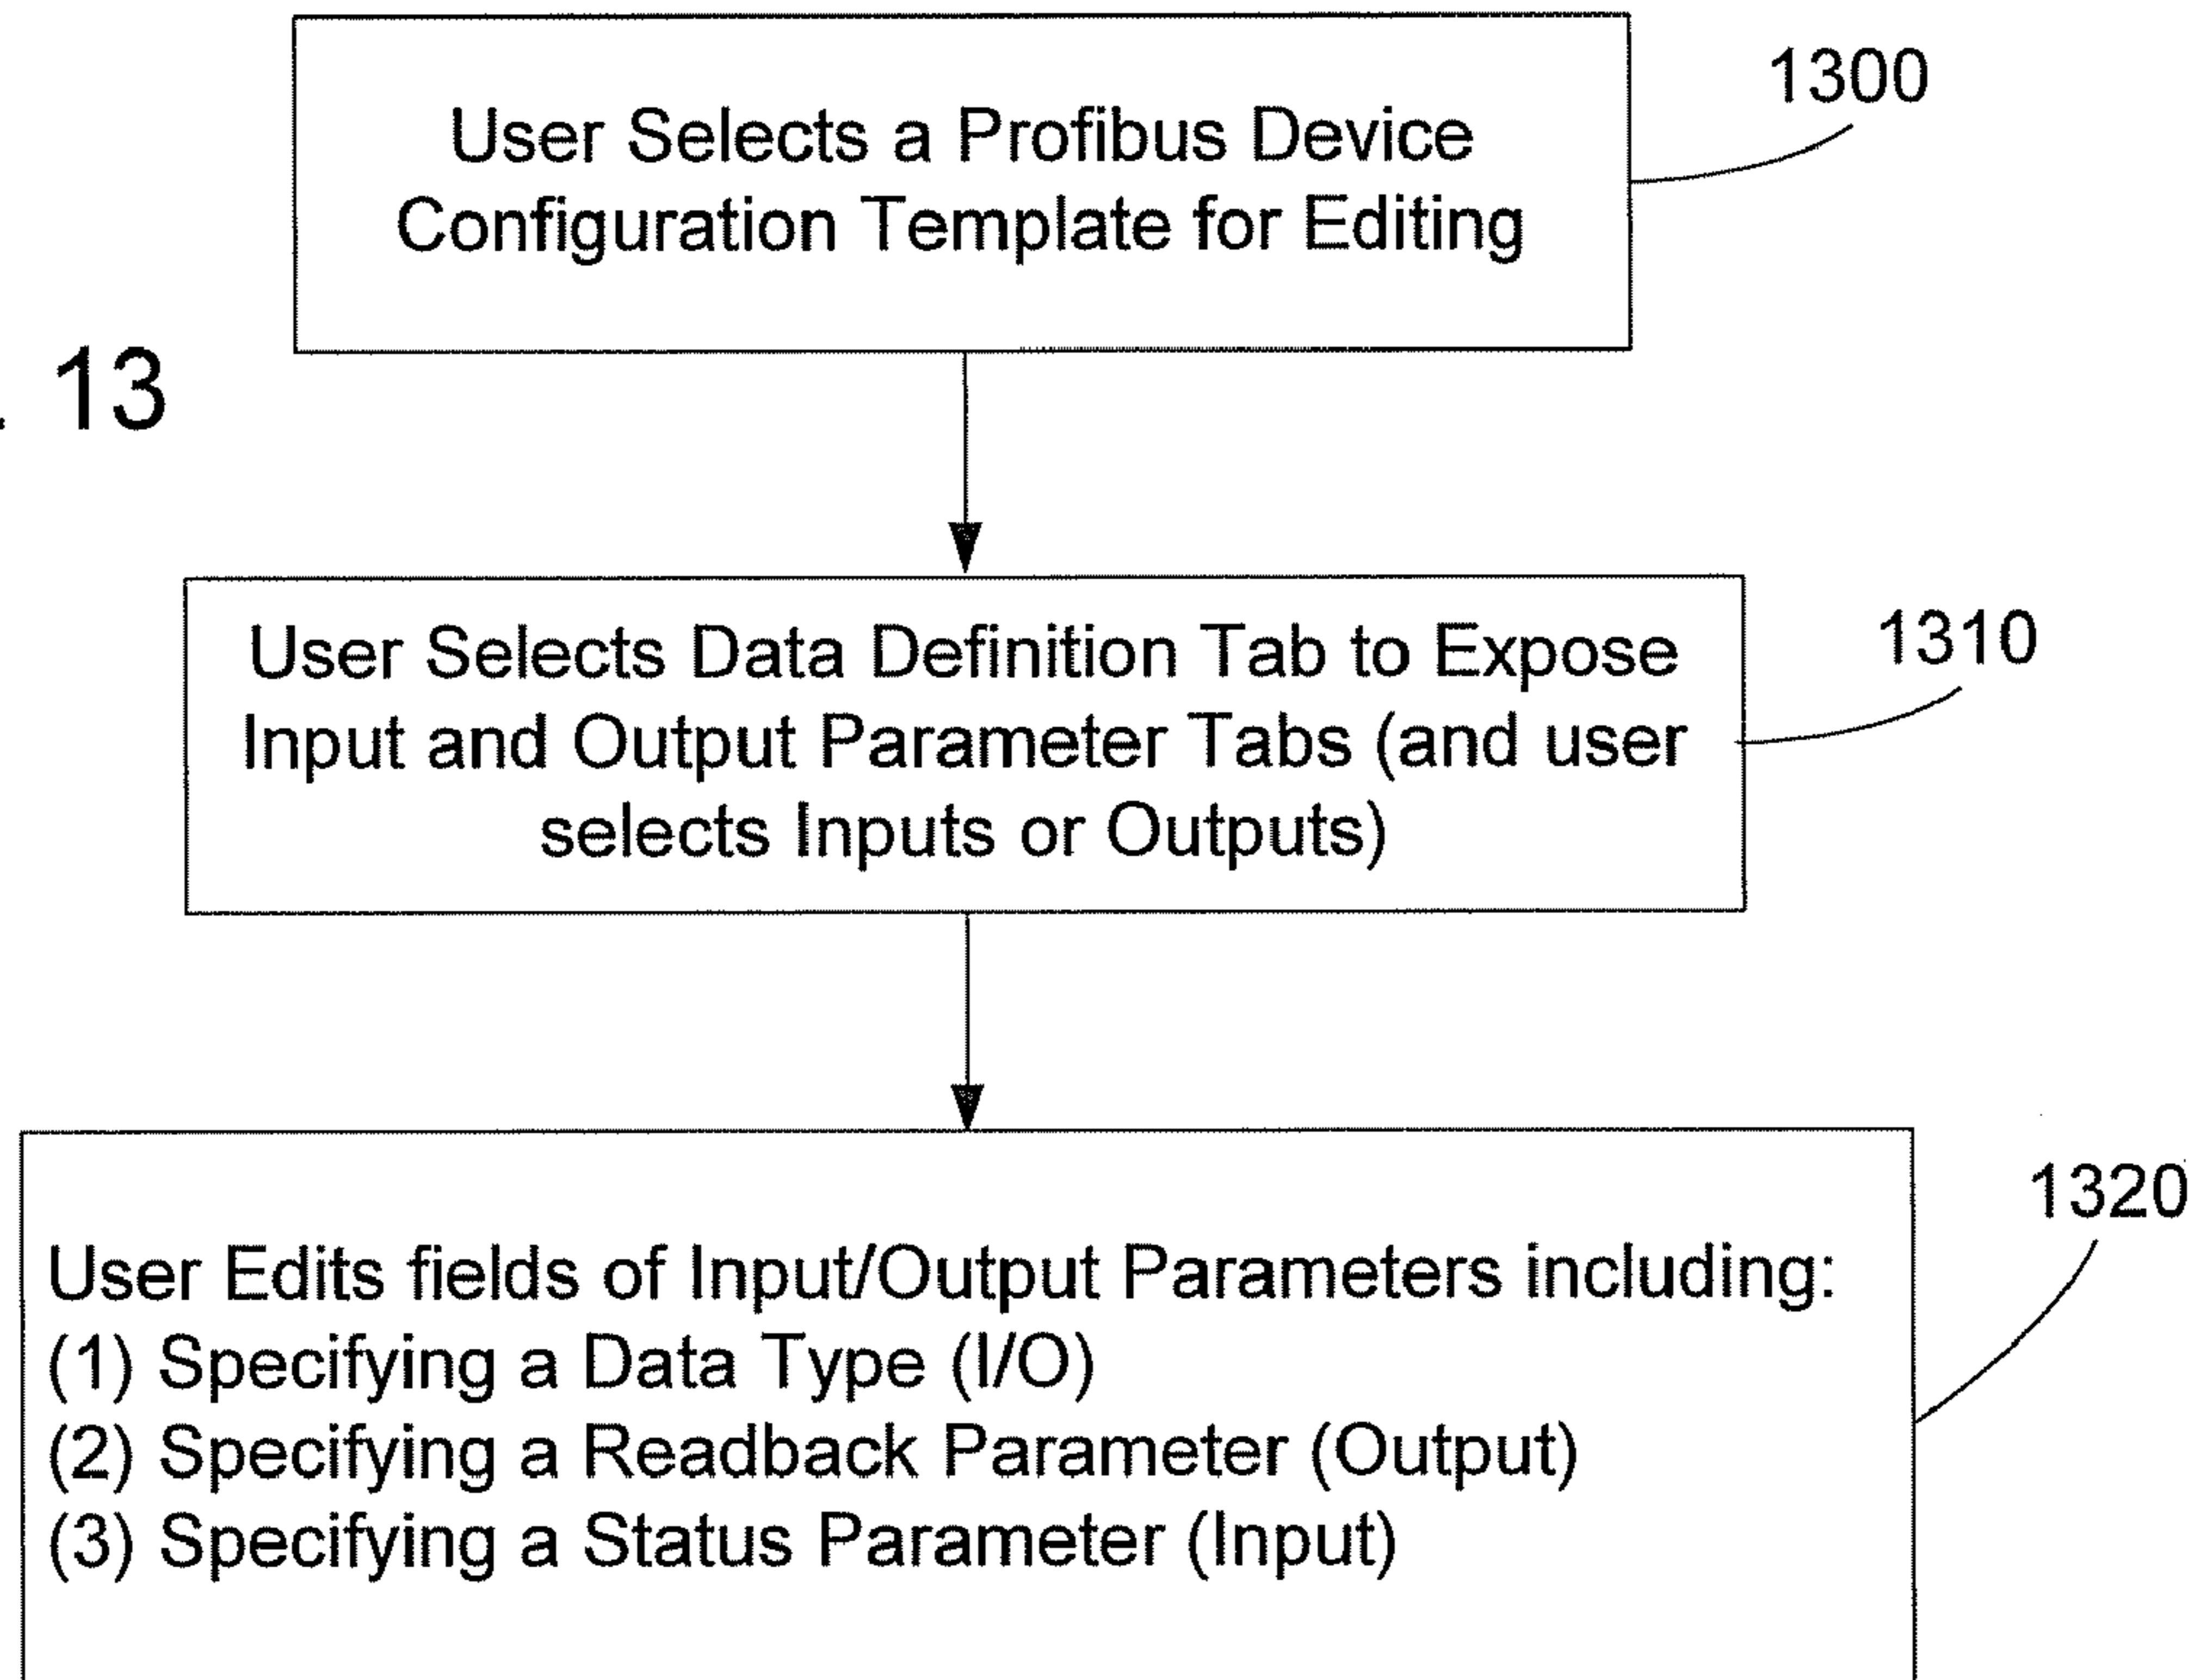 User Selects a Profibus Device
Configuration Template for Editing
1300
. 13
User Selects Data Definition Tab to Expose
Input and Output Parameter Tabs (and user
selects Inputs or Outputs)
1310
User Edits fields of Input/Output Parameters including:
(1) Specifying a Data Type (I/O)
(2) Specifying a Readback Parameter (Output)
(3) Specifying a Status Parameter (Input)
1320